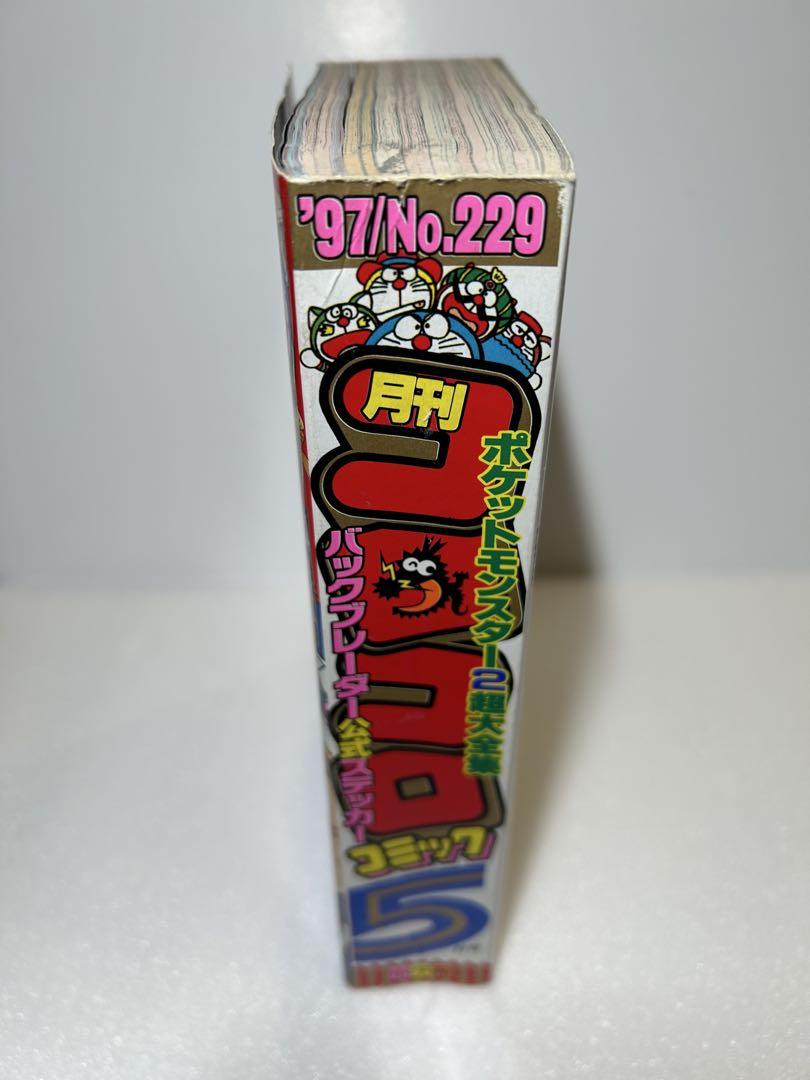 '97/No.229
月刊
コロコロ
コミック
ポケットモンスター2超大全集
バックブレーダー公式ステッカー
5